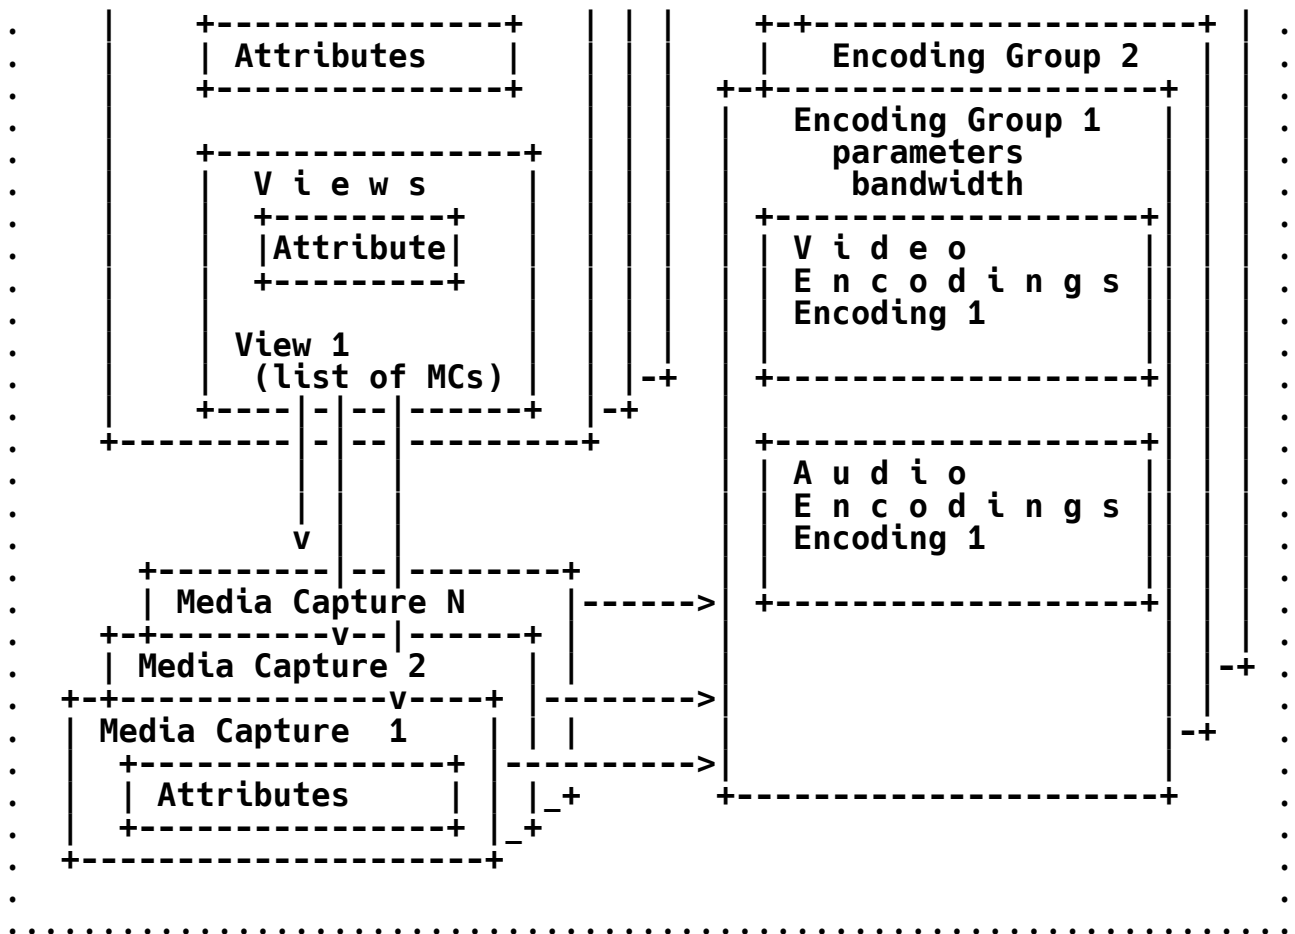 Attributes
Encoding Group 2
Encoding Group 1
parameters
bandwidth
V i e w s
Attribute
V i d e o
E n c o d i n g s
Encoding 1
View 1
(list of MCs)
A u d i o
E n c o d i n g s
Encoding 1
Media Capture N
Media Capture 2
Media Capture  1
Attributes